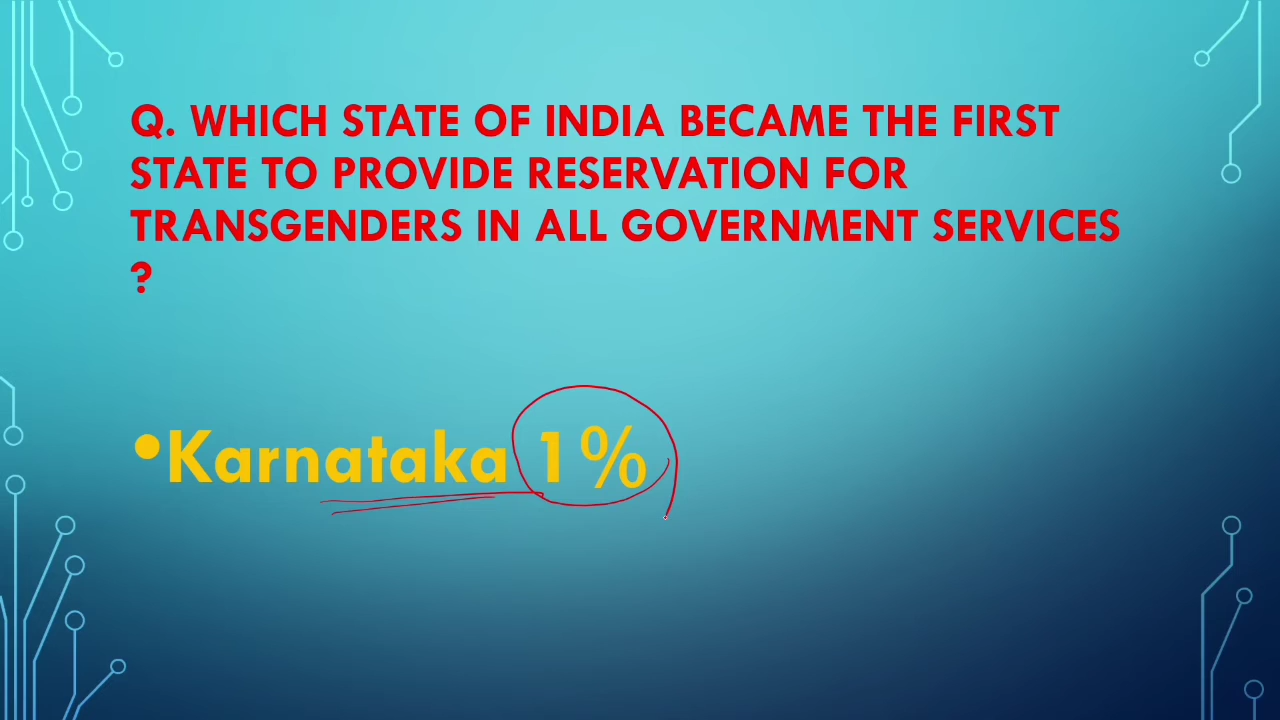 Q. WHICH STATE OF INDIA BECAME THE FIRST
STATE TO PROVIDE RESERVATION FOR
TRANSGENDERS IN ALL GOVERNMENT SERVICES
?
•Karnataka 1%